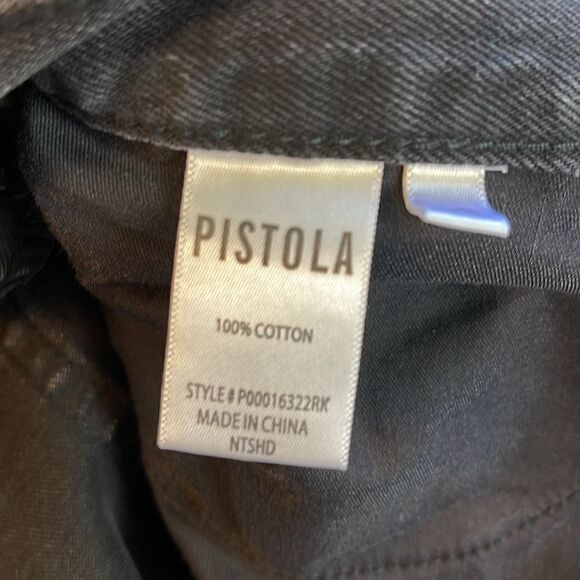 PISTOLA
100% COTTON
STYLE # P00016322RK
MADE IN CHINA
NTSHD